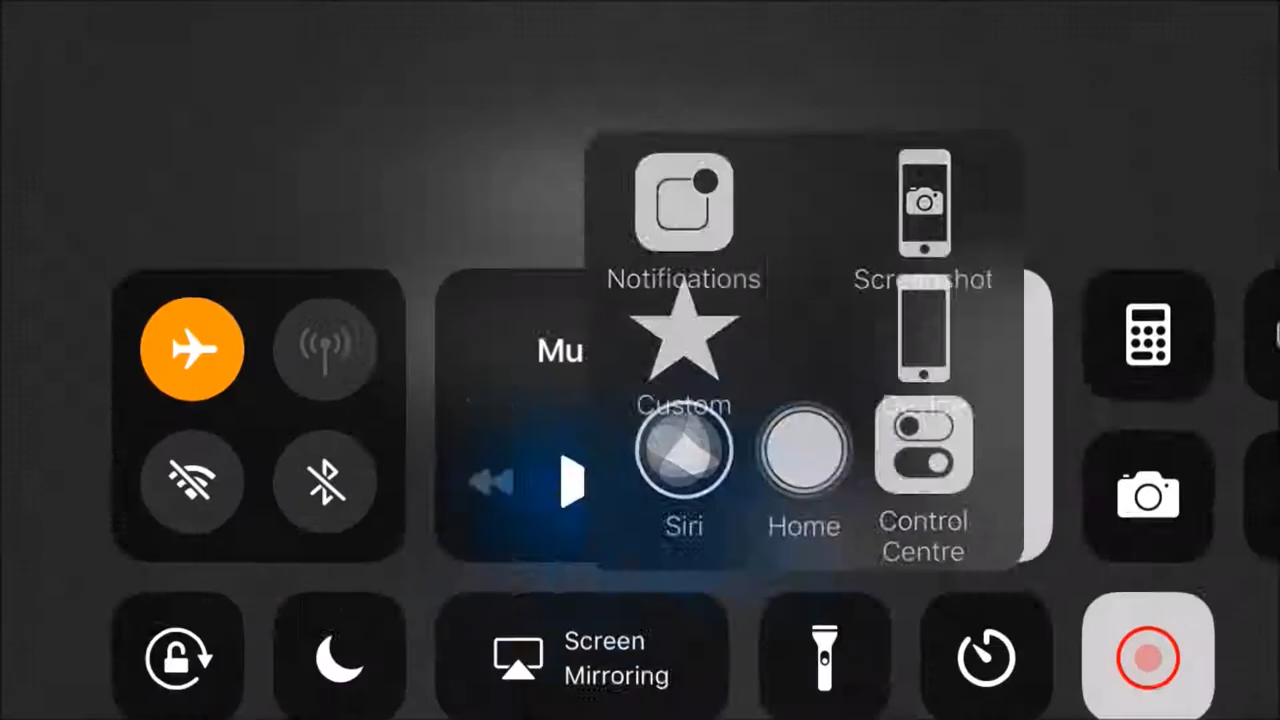 Notifications
Screenshot
Mu
Custom
Siri
Home
Control
Centre
Screen
Mirroring